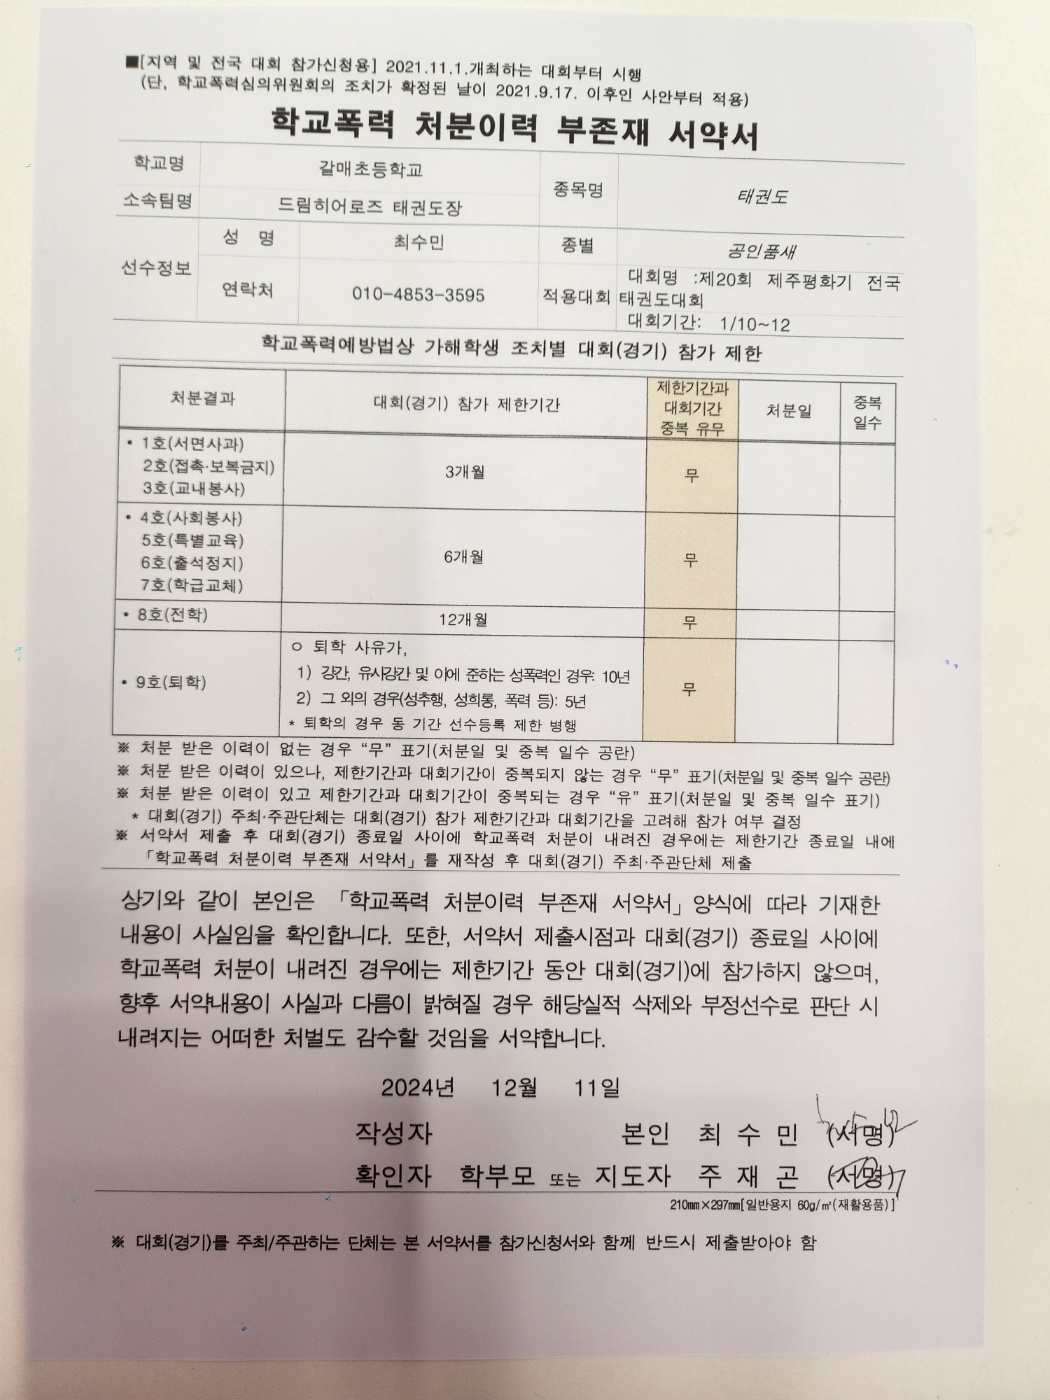 ■[지역 및 전국 대회 참가신청용] 2021.11.1.개최하는 대회부터 시행
(단, 학교폭력심의위원회의 조치가 확정된 날이 2021.9.17. 이후인 사안부터 적용)
학교폭력 처분이력 부존재 서약서
학교명 갈매초등학교 종목명 태권도
소속팀명 드림히어로즈 태권도장
선수정보 성 명 최수민 종별 공인품새
연락처 010-4853-3595 적용대회 대회명 :제20회 제주평화기 전국
태권도대회
대회기간: 1/10~12
학교폭력예방법상 가해학생 조치별 대회(경기) 참가 제한
처분결과 대회(경기) 참가 제한기간 제한기간과 대회기간 중복 유무 처분일 중복 일수
• 1호(서면사과)
2호(접촉·보복금지) 3개월 무
3호(교내봉사)
• 4호(사회봉사)
5호(특별교육) 6개월 무
6호(출석정지)
7호(학급교체)
• 8호(전학) 12개월 무
• 9호(퇴학) ㅇ 퇴학 사유가,
1) 강간, 유사강간 및 이에 준하는 성폭력인 경우: 10년 무
2) 그 외의 경우(성추행, 성희롱, 폭력 등): 5년
* 퇴학의 경우 동 기간 선수등록 제한 병행
※ 처분 받은 이력이 없는 경우 “무” 표기(처분일 및 중복 일수 공란)
※ 처분 받은 이력이 있으나, 제한기간과 대회기간이 중복되지 않는 경우 “무” 표기(처분일 및 중복 일수 공란)
※ 처분 받은 이력이 있고 제한기간과 대회기간이 중복되는 경우 “유” 표기(처분일 및 중복 일수 표기)
* 대회(경기) 주최·주관단체는 대회(경기) 참가 제한기간과 대회기간을 고려해 참가 여부 결정
※ 서약서 제출 후 대회(경기) 종료일 사이에 학교폭력 처분이 내려진 경우에는 제한기간 종료일 내에
「학교폭력 처분이력 부존재 서약서」를 재작성 후 대회(경기) 주최·주관단체 제출
상기와 같이 본인은 「학교폭력 처분이력 부존재 서약서」양식에 따라 기재한
내용이 사실임을 확인합니다. 또한, 서약서 제출시점과 대회(경기) 종료일 사이에
학교폭력 처분이 내려진 경우에는 제한기간 동안 대회(경기)에 참가하지 않으며,
향후 서약내용이 사실과 다름이 밝혀질 경우 해당실적 삭제와 부정선수로 판단 시
내려지는 어떠한 처벌도 감수할 것임을 서약합니다.
2024년 12월 11일
작성자 본인 최 수 민 (서명)
확인자 학부모 또는 지도자 주 재 곤 (서명)
210㎜×297㎜[일반용지 60g/㎡(재활용품)]
※ 대회(경기)를 주최/주관하는 단체는 본 서약서를 참가신청서와 함께 반드시 제출받아야 함